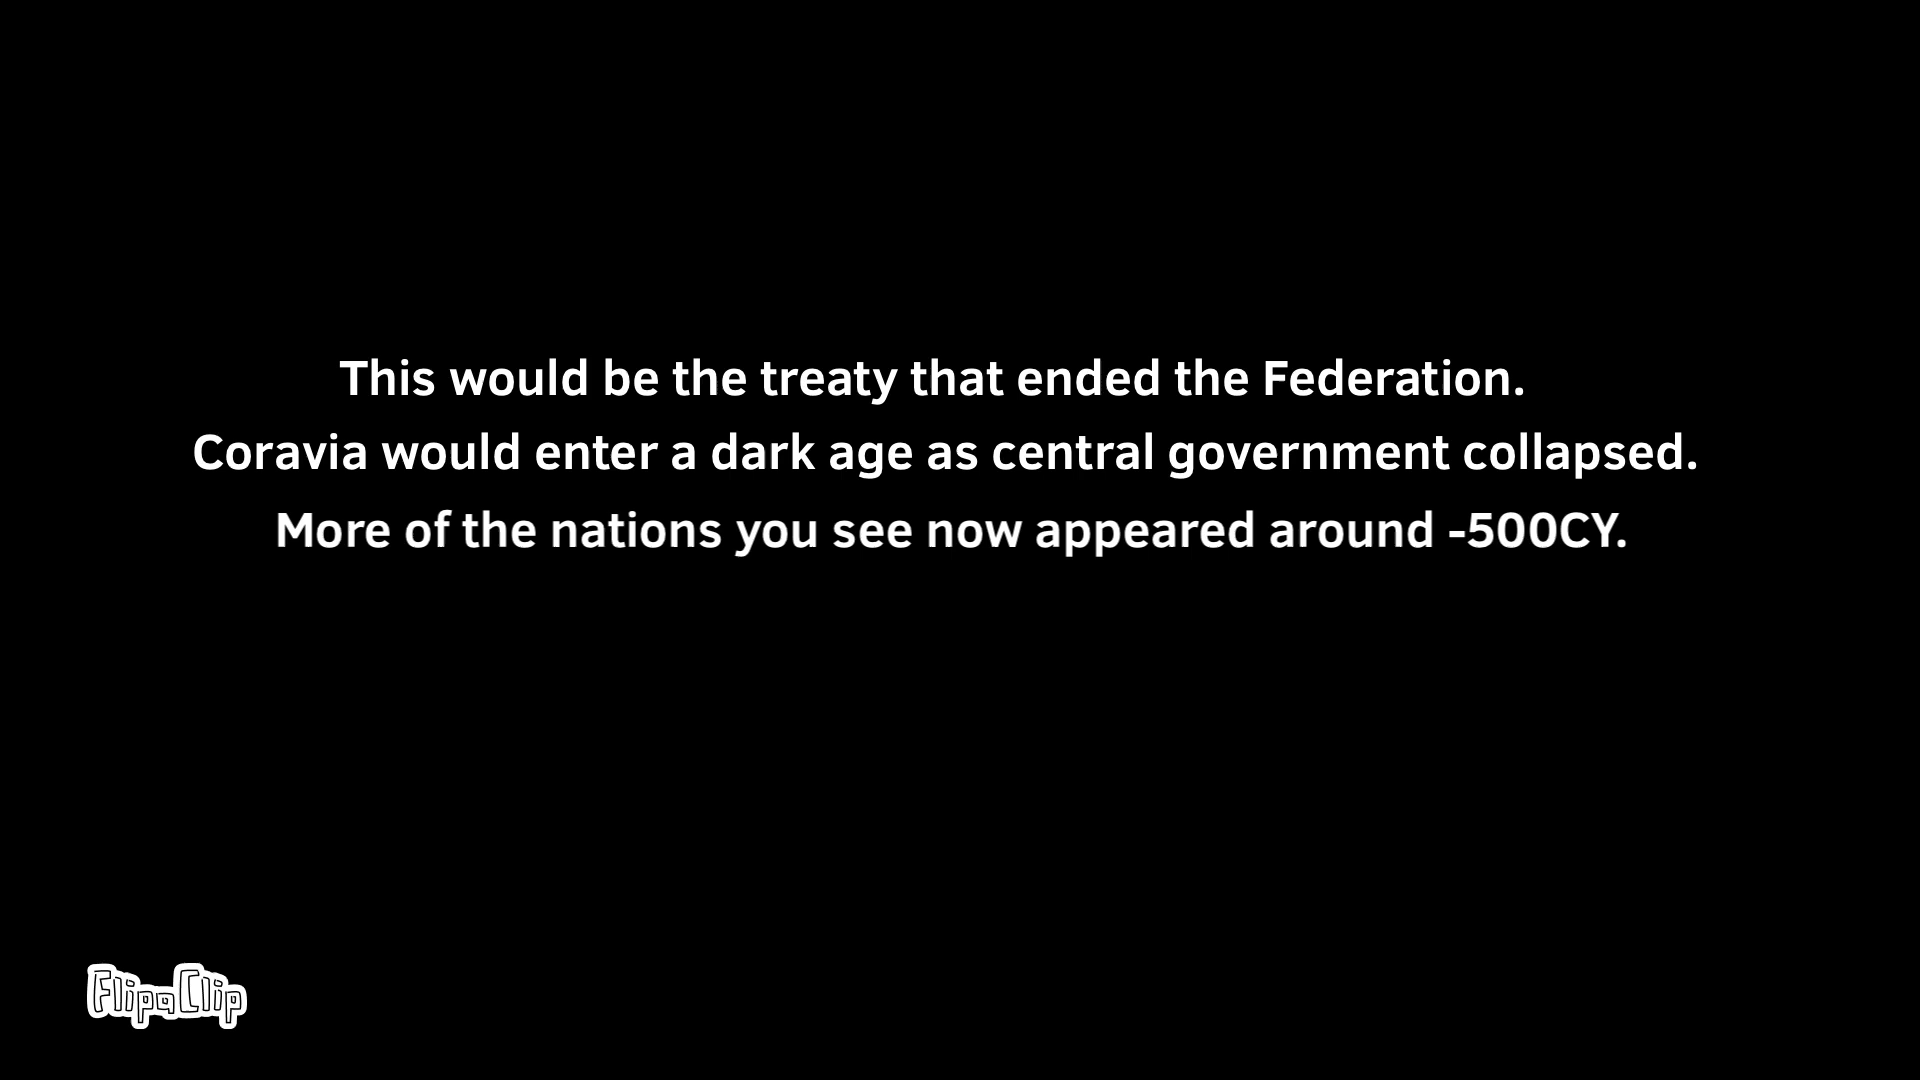 This would be the treaty that ended the Federation.
Coravia would enter a dark age as central government collapsed.
More of the nations you see now appeared around -500CY.
FlipaClip